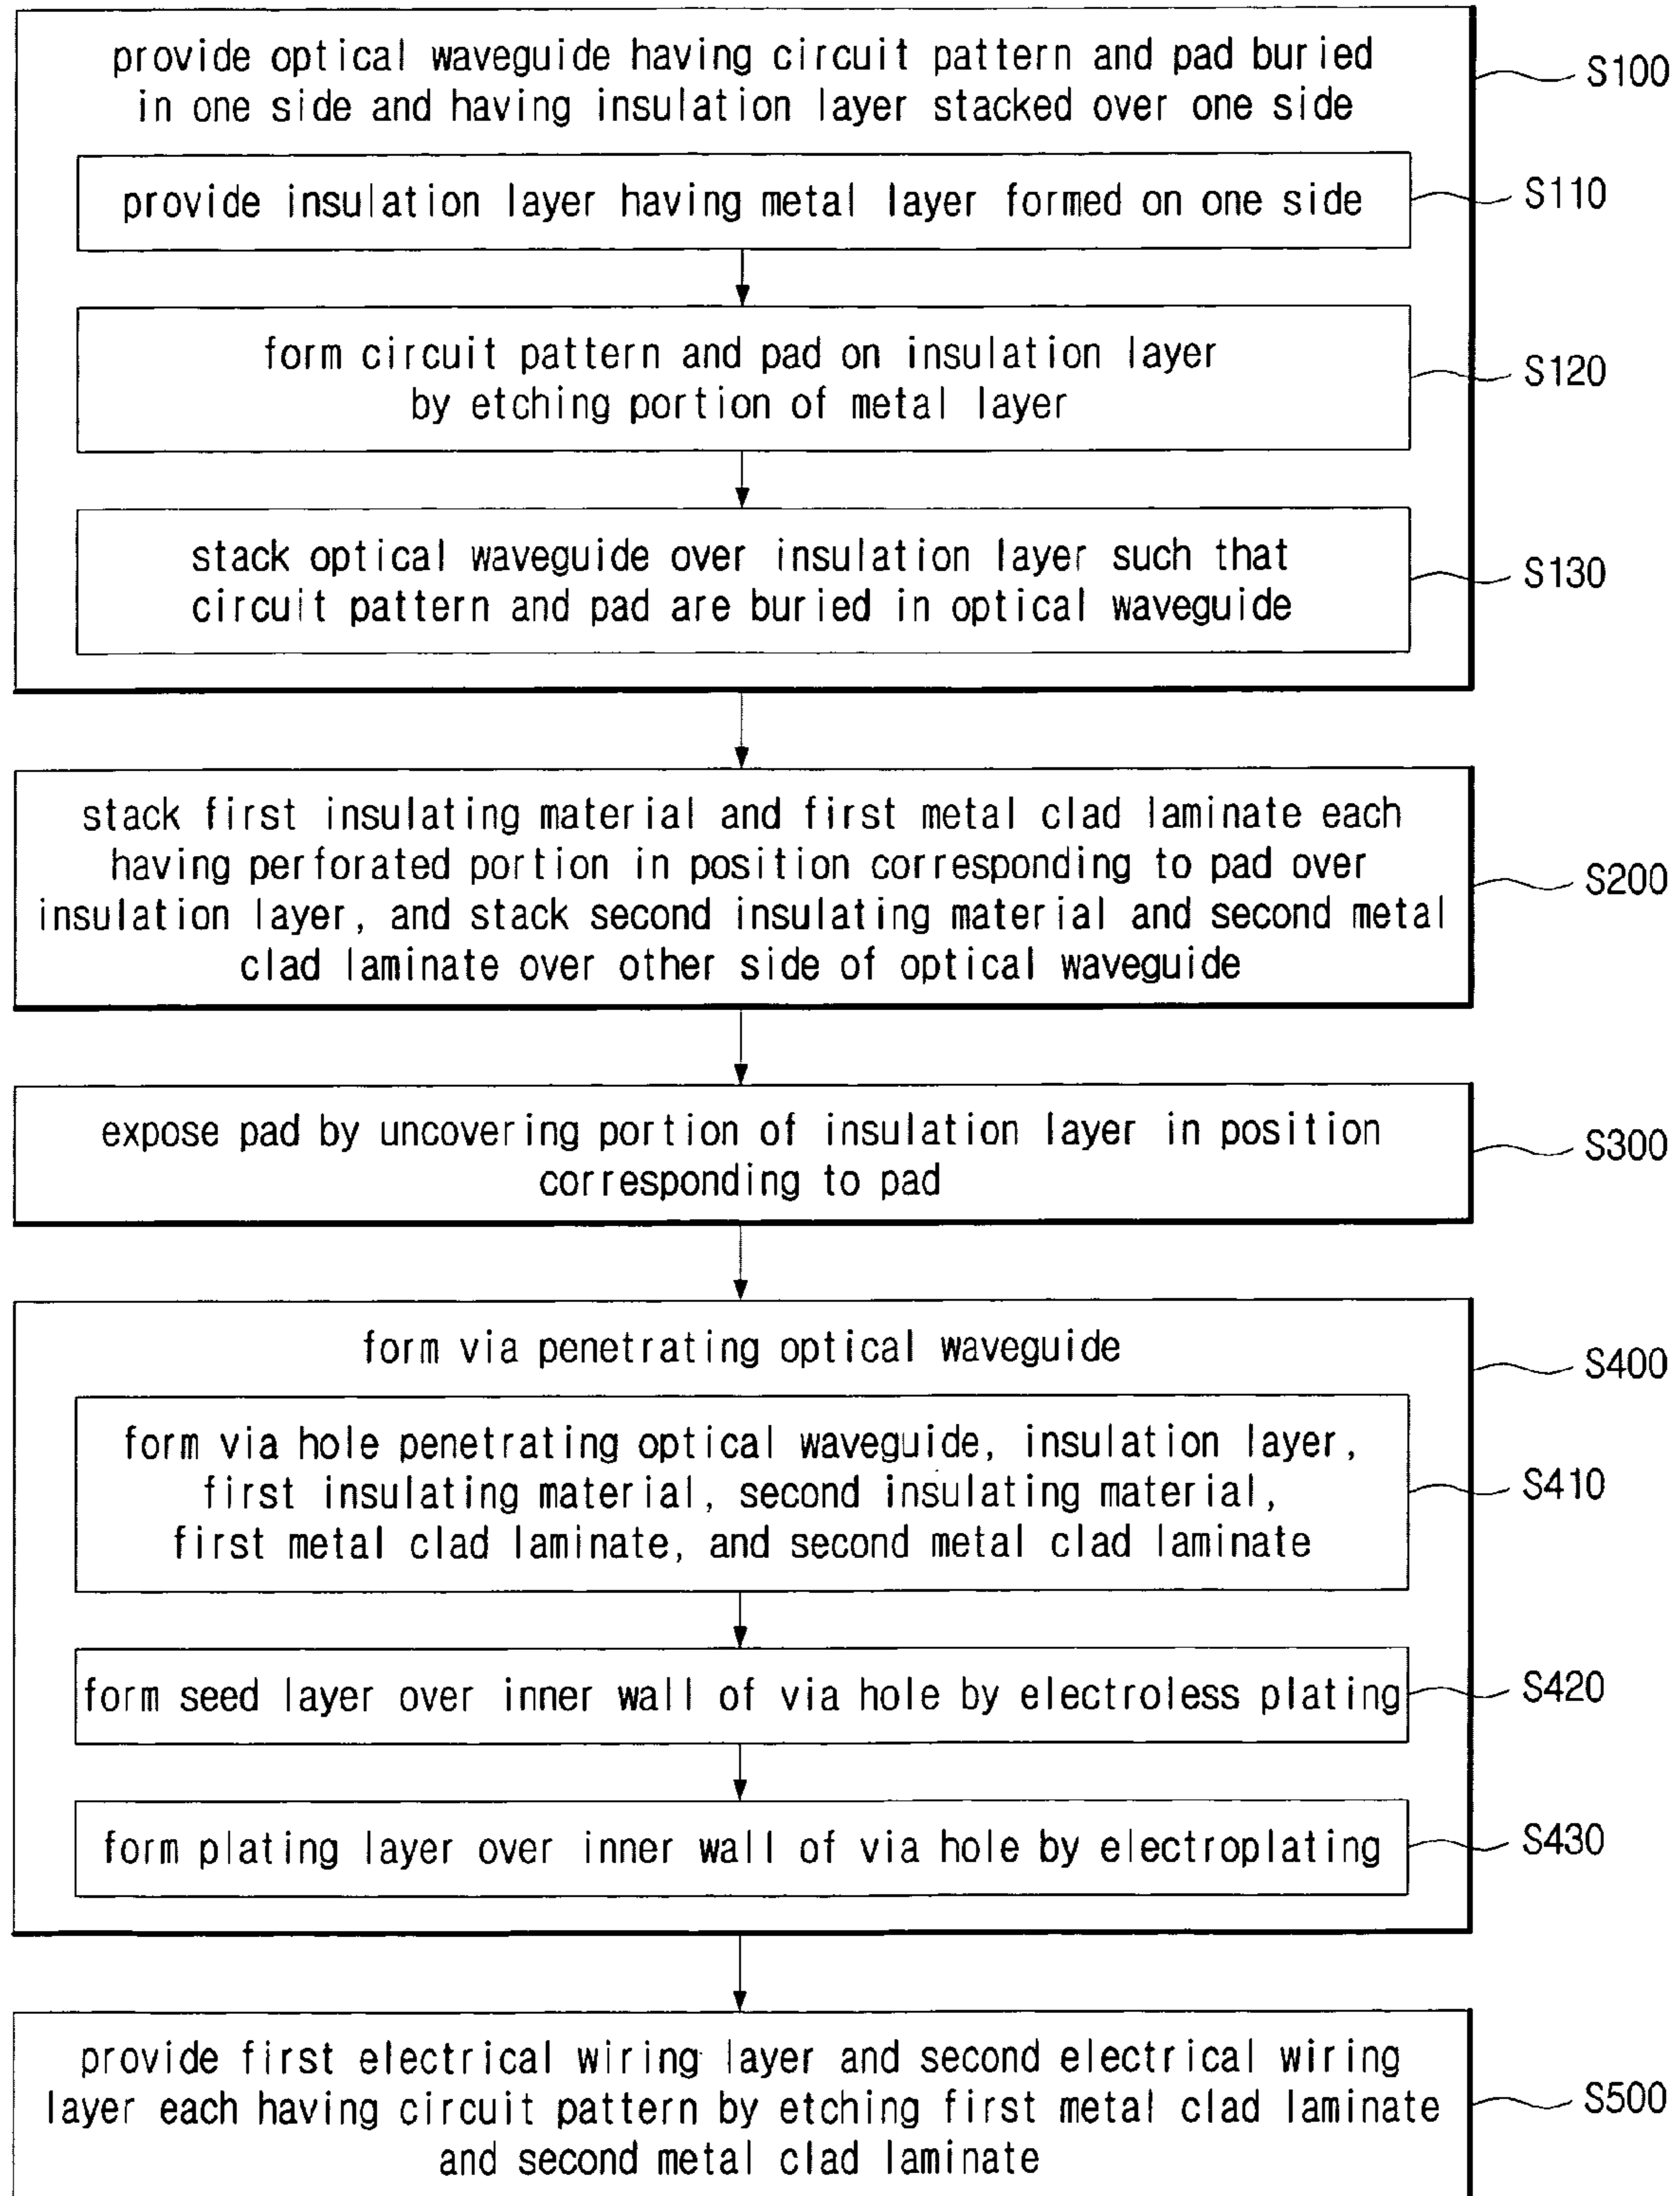 provide optical waveguide having circuit pattern and pad buried
in one side and having insulation layer stacked over one side
S100
provide insulation layer having metal layer formed on one side
S110
form circuit pattern and pad on insulation layer
by etching portion of metal layer
S120
stack optical waveguide over insulation layer such that
circuit pattern and pad are buried in optical waveguide
S130
stack first insulating material and first metal clad laminate each
having perforated portion in position corresponding to pad over
insulation layer, and stack second insulating material and second metal
clad laminate over other side of optical waveguide
S200
expose pad by uncovering portion of insulation layer in position
corresponding to pad
S300
form via penetrating optical waveguide
S400
form via hole penetrating optical waveguide, insulation layer,
first insulating material, second insulating material,
first metal clad laminate, and second metal clad laminate
S410
form seed layer over inner wall of via hole by electroless plating
S420
form plating layer over inner wall of via hole by electroplating
S430
provide first electrical wiring layer and second electrical wiring
layer each having circuit pattern by etching first metal clad laminate
and second metal clad laminate
S500